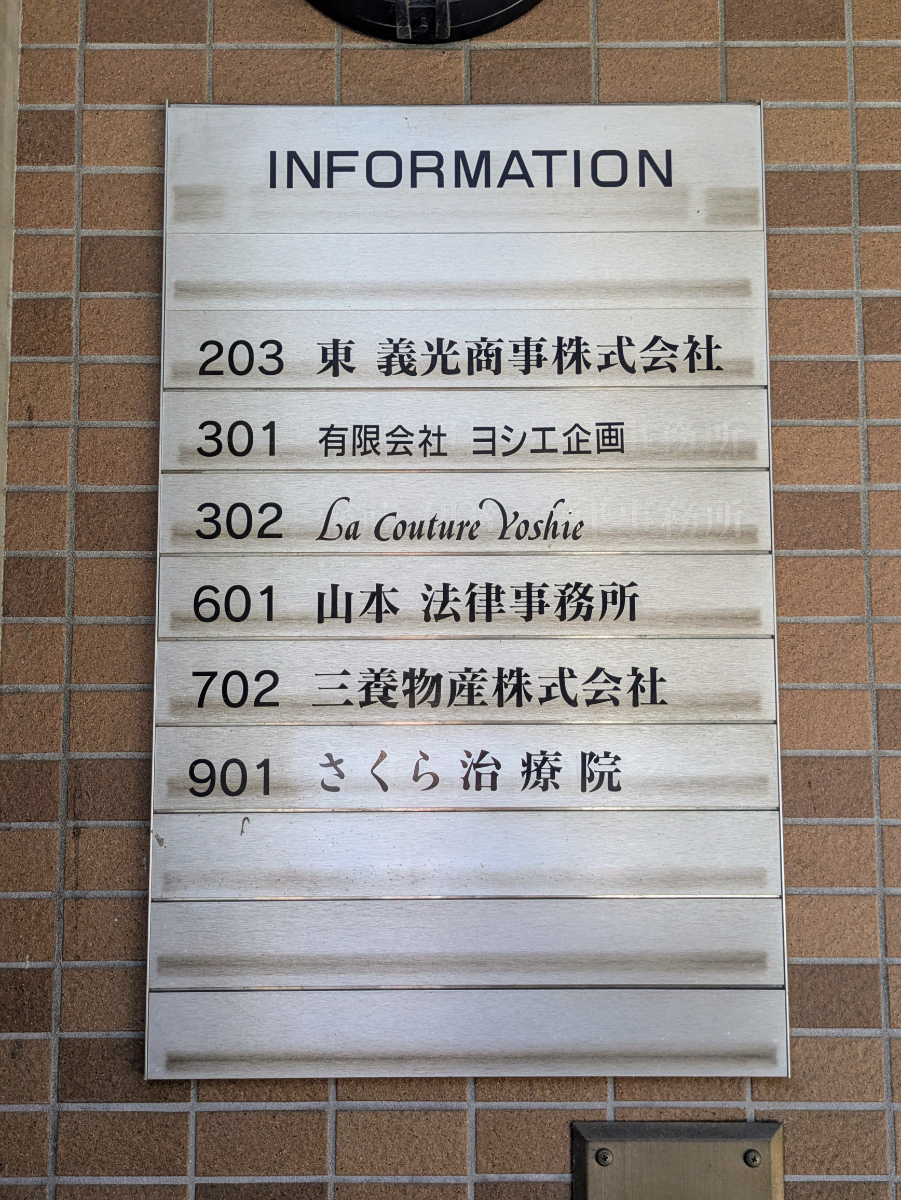 INFORMATION
203 東 義光商事株式会社
301 有限会社 ヨシエ企画
302 La Couture Yoshie
601 山本 法律事務所
702 三養物産株式会社
901 さくら治療院